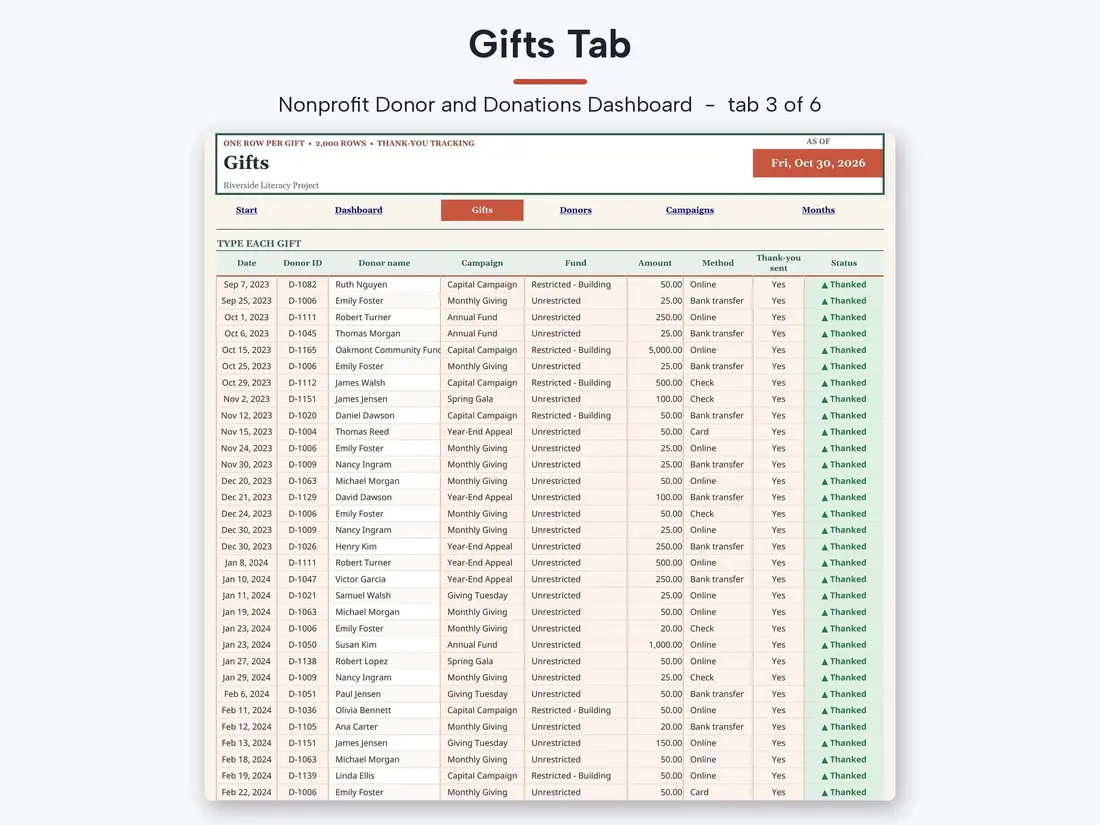 Gifts Tab
Nonprofit Donor and Donations Dashboard - tab 3 of 6
ONE ROW PER GIFT • 2,000 ROWS • THANK-YOU TRACKING
AS OF
Gifts
Fri, Oct 30, 2026
Riverside Literacy Project
Start Dashboard Gifts Donors Campaigns Months
TYPE EACH GIFT
Date Donor ID Donor name Campaign Fund Amount Method Thank-you sent Status
Sep 7, 2023 D-1082 Ruth Nguyen Capital Campaign Restricted - Building 50.00 Online Yes ▲ Thanked
Sep 25, 2023 D-1006 Emily Foster Monthly Giving Unrestricted 25.00 Bank transfer Yes ▲ Thanked
Oct 1, 2023 D-1111 Robert Turner Annual Fund Unrestricted 250.00 Online Yes ▲ Thanked
Oct 6, 2023 D-1045 Thomas Morgan Annual Fund Unrestricted 25.00 Bank transfer Yes ▲ Thanked
Oct 15, 2023 D-1165 Oakmont Community Fund Capital Campaign Restricted - Building 5,000.00 Online Yes ▲ Thanked
Oct 25, 2023 D-1006 Emily Foster Monthly Giving Unrestricted 25.00 Bank transfer Yes ▲ Thanked
Oct 29, 2023 D-1112 James Walsh Capital Campaign Restricted - Building 500.00 Check Yes ▲ Thanked
Nov 2, 2023 D-1151 James Jensen Spring Gala Unrestricted 100.00 Check Yes ▲ Thanked
Nov 12, 2023 D-1020 Daniel Dawson Capital Campaign Restricted - Building 50.00 Bank transfer Yes ▲ Thanked
Nov 15, 2023 D-1004 Thomas Reed Year-End Appeal Unrestricted 50.00 Card Yes ▲ Thanked
Nov 24, 2023 D-1006 Emily Foster Monthly Giving Unrestricted 25.00 Online Yes ▲ Thanked
Nov 30, 2023 D-1009 Nancy Ingram Monthly Giving Unrestricted 25.00 Bank transfer Yes ▲ Thanked
Dec 20, 2023 D-1063 Michael Morgan Monthly Giving Unrestricted 50.00 Online Yes ▲ Thanked
Dec 21, 2023 D-1129 David Dawson Year-End Appeal Unrestricted 100.00 Bank transfer Yes ▲ Thanked
Dec 24, 2023 D-1006 Emily Foster Monthly Giving Unrestricted 50.00 Check Yes ▲ Thanked
Dec 30, 2023 D-1009 Nancy Ingram Monthly Giving Unrestricted 25.00 Online Yes ▲ Thanked
Dec 30, 2023 D-1026 Henry Kim Year-End Appeal Unrestricted 250.00 Bank transfer Yes ▲ Thanked
Jan 8, 2024 D-1111 Robert Turner Year-End Appeal Unrestricted 500.00 Online Yes ▲ Thanked
Jan 10, 2024 D-1047 Victor Garcia Year-End Appeal Unrestricted 250.00 Bank transfer Yes ▲ Thanked
Jan 11, 2024 D-1021 Samuel Walsh Giving Tuesday Unrestricted 25.00 Online Yes ▲ Thanked
Jan 19, 2024 D-1063 Michael Morgan Monthly Giving Unrestricted 50.00 Online Yes ▲ Thanked
Jan 23, 2024 D-1006 Emily Foster Monthly Giving Unrestricted 20.00 Check Yes ▲ Thanked
Jan 23, 2024 D-1050 Susan Kim Annual Fund Unrestricted 1,000.00 Online Yes ▲ Thanked
Jan 27, 2024 D-1138 Robert Lopez Spring Gala Unrestricted 50.00 Online Yes ▲ Thanked
Jan 29, 2024 D-1009 Nancy Ingram Monthly Giving Unrestricted 25.00 Check Yes ▲ Thanked
Feb 6, 2024 D-1051 Paul Jensen Giving Tuesday Unrestricted 50.00 Bank transfer Yes ▲ Thanked
Feb 11, 2024 D-1036 Olivia Bennett Capital Campaign Restricted - Building 50.00 Online Yes ▲ Thanked
Feb 12, 2024 D-1105 Ana Carter Monthly Giving Unrestricted 20.00 Bank transfer Yes ▲ Thanked
Feb 13, 2024 D-1151 James Jensen Giving Tuesday Unrestricted 150.00 Online Yes ▲ Thanked
Feb 18, 2024 D-1063 Michael Morgan Monthly Giving Unrestricted 50.00 Online Yes ▲ Thanked
Feb 19, 2024 D-1139 Linda Ellis Capital Campaign Restricted - Building 50.00 Online Yes ▲ Thanked
Feb 22, 2024 D-1006 Emily Foster Monthly Giving Unrestricted 50.00 Card Yes ▲ Thanked